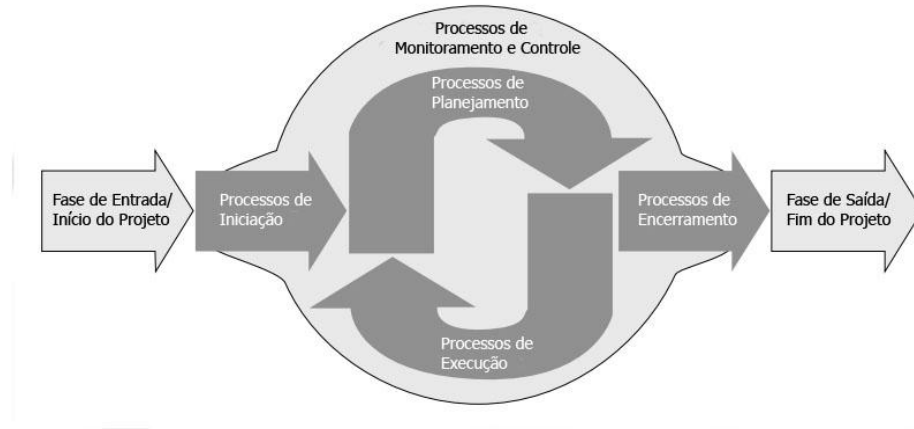 Processos de
Monitoramento e Controle
Processos de
Planejamento
Fase de Entrada/
Início do Projeto
Processos de
Iniciação
Processos de
Encerramento
Fase de Saída/
Fim do Projeto
Processos de
Execução